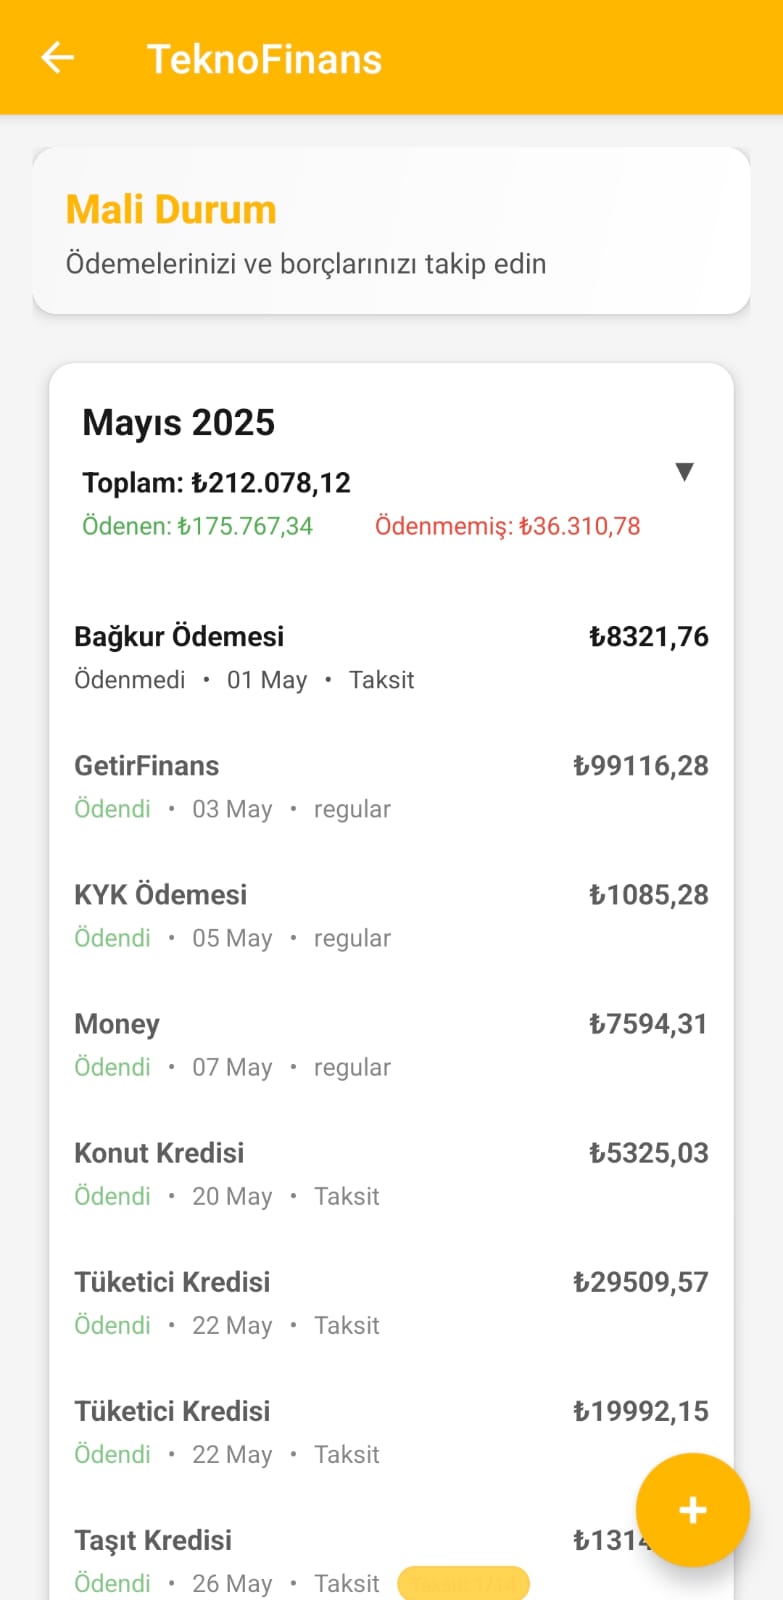 TeknoFinans
Mali Durum
Ödemelerinizi ve borçlarınızı takip edin
Mayıs 2025
Toplam: ₺212.078,12
Ödenen: ₺175.767,34 Ödenmemiş: ₺36.310,78
Bağkur Ödemesi ₺8321,76
Ödenmedi • 01 May • Taksit
GetirFinans ₺99116,28
Ödendi • 03 May • regular
KYK Ödemesi ₺1085,28
Ödendi • 05 May • regular
Money ₺7594,31
Ödendi • 07 May • regular
Konut Kredisi ₺5325,03
Ödendi • 20 May • Taksit
Tüketici Kredisi ₺29509,57
Ödendi • 22 May • Taksit
Tüketici Kredisi ₺19992,15
Ödendi • 22 May • Taksit
Taşıt Kredisi
Ödendi • 26 May • Taksit